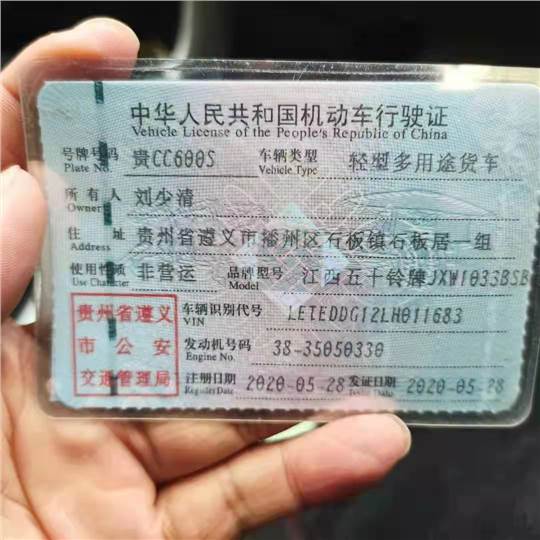 中华人民共和国机动车行驶证
Vehicle License of the People's Republic of China
号牌号码 贵CC600S 车辆类型 轻型多用途货车
Plate No. Vehicle Type
所有人 刘少清
Owner
住址 贵州省遵义市播州区石板镇石板居一组
Address
使用性质 非营运 品牌型号 江西五十铃牌JXW1033BSB
Use Character Model
贵州省遵义
市公安
交通管理局
车辆识别代号 LETEDDG12LH011683
VIN
发动机号码 38-35050330
Engine No.
注册日期 2020-05-28 发证日期 2020-05-28
Register Date Issue Date